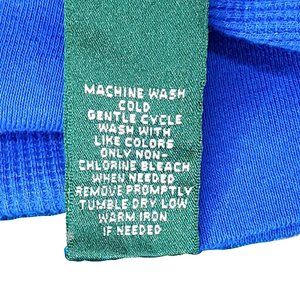 MACHINE WASH
COLD
GENTLE CYCLE
WASH WITH
LIKE COLORS
ONLY NON-
CHLORINE BLEACH
WHEN NEEDED
REMOVE PROMPTLY
TUMBLE DRY LOW
WARM IRON
IF NEEDED